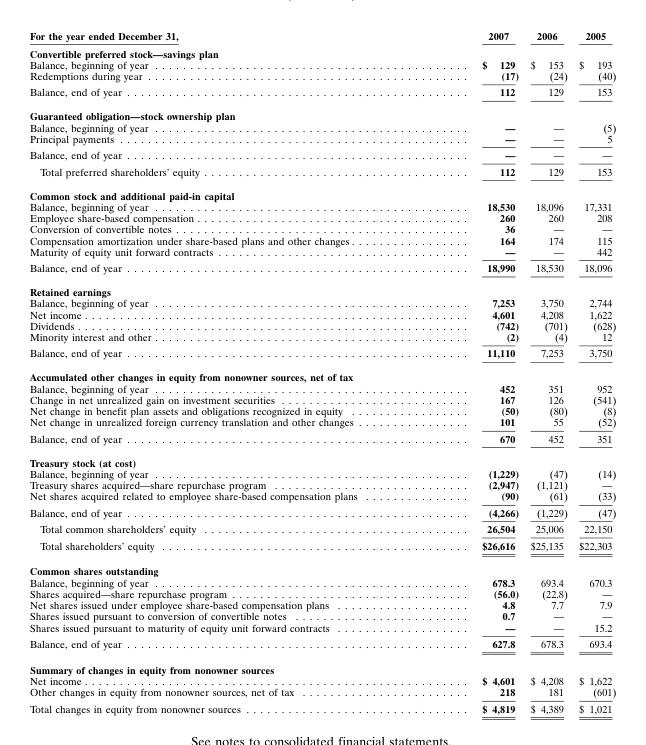 For the year ended December 31, 2007 2006 2005
Convertible preferred stock—savings plan
Balance, beginning of year $ 129 $ 153 $ 193
Redemptions during year (17) (24) (40)
Balance, end of year 112 129 153
Guaranteed obligation—stock ownership plan
Balance, beginning of year — — (5)
Principal payments — — 5
Balance, end of year — — —
Total preferred shareholders' equity 112 129 153
Common stock and additional paid-in capital
Balance, beginning of year 18,530 18,096 17,331
Employee share-based compensation 260 260 208
Conversion of convertible notes 36 — —
Compensation amortization under share-based plans and other changes 164 174 115
Maturity of equity unit forward contracts — — 442
Balance, end of year 18,990 18,530 18,096
Retained earnings
Balance, beginning of year 7,253 3,750 2,744
Net income 4,601 4,208 1,622
Dividends (742) (701) (628)
Minority interest and other (2) (4) 12
Balance, end of year 11,110 7,253 3,750
Accumulated other changes in equity from nonowner sources, net of tax
Balance, beginning of year 452 351 952
Change in net unrealized gain on investment securities 167 126 (541)
Net change in benefit plan assets and obligations recognized in equity (50) (80) (8)
Net change in unrealized foreign currency translation and other changes 101 55 (52)
Balance, end of year 670 452 351
Treasury stock (at cost)
Balance, beginning of year (1,229) (47) (14)
Treasury shares acquired—share repurchase program (2,947) (1,121) —
Net shares acquired related to employee share-based compensation plans (90) (61) (33)
Balance, end of year (4,266) (1,229) (47)
Total common shareholders' equity 26,504 25,006 22,150
Total shareholders' equity $26,616 $25,135 $22,303
Common shares outstanding
Balance, beginning of year 678.3 693.4 670.3
Shares acquired—share repurchase program (56.0) (22.8) —
Net shares issued under employee share-based compensation plans 4.8 7.7 7.9
Shares issued pursuant to conversion of convertible notes 0.7 — —
Shares issued pursuant to maturity of equity unit forward contracts — — 15.2
Balance, end of year 627.8 678.3 693.4
Summary of changes in equity from nonowner sources
Net income $ 4,601 $ 4,208 $ 1,622
Other changes in equity from nonowner sources, net of tax 218 181 (601)
Total changes in equity from nonowner sources $ 4,819 $ 4,389 $ 1,021
See notes to consolidated financial statements.